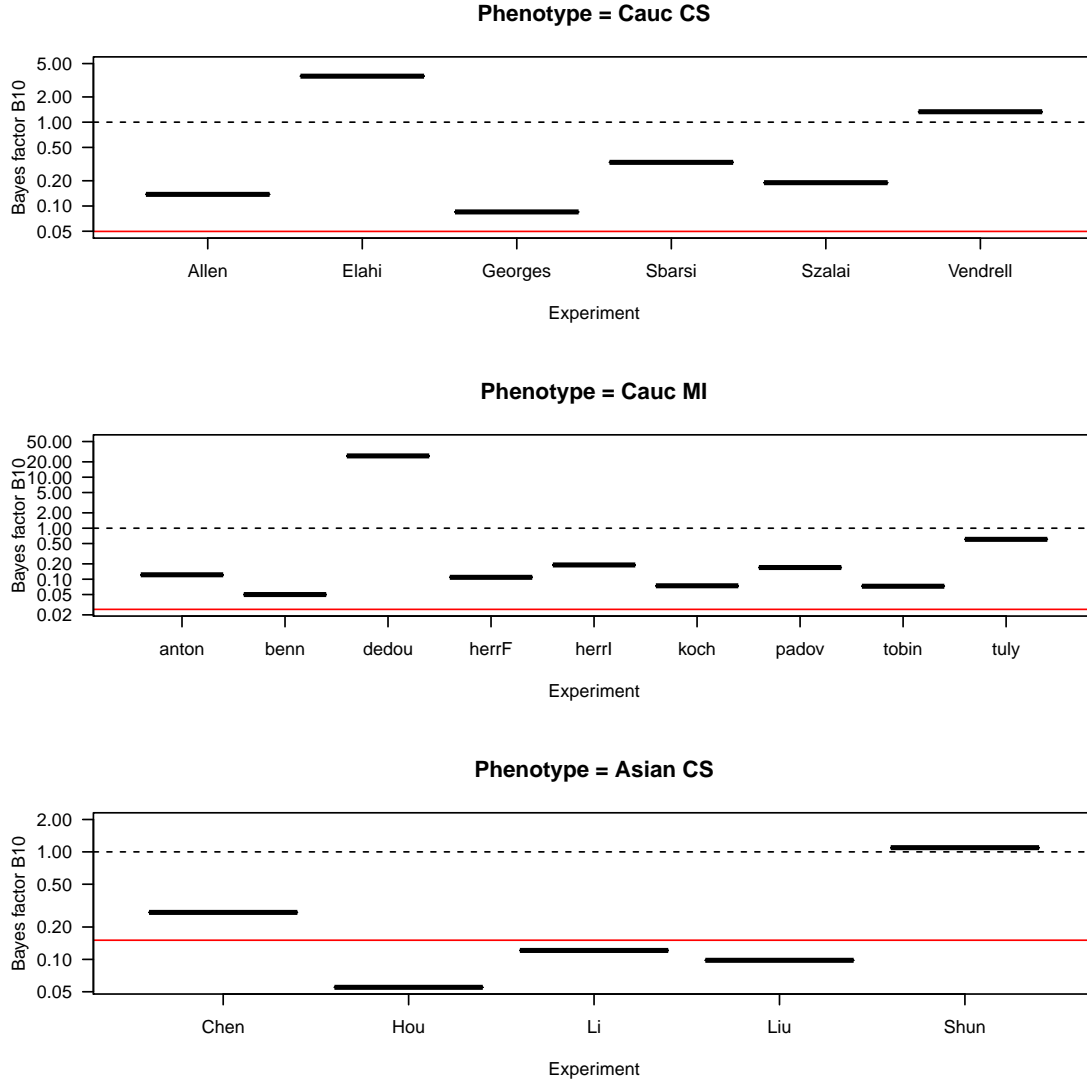 Phenotype = Cauc CS
Bayes factor B10
5.00
2.00
1.00
0.50
0.20
0.10
0.05
Allen Elahi Georges Sbarsi Szalai Vendrell
Experiment
Phenotype = Cauc MI
Bayes factor B10
50.00
20.00
10.00
5.00
2.00
1.00
0.50
0.20
0.10
0.05
0.02
anton benn dedou herrF herrI koch padov tobin tuly
Experiment
Phenotype = Asian CS
Bayes factor B10
2.00
1.00
0.50
0.20
0.10
0.05
Chen Hou Li Liu Shun
Experiment